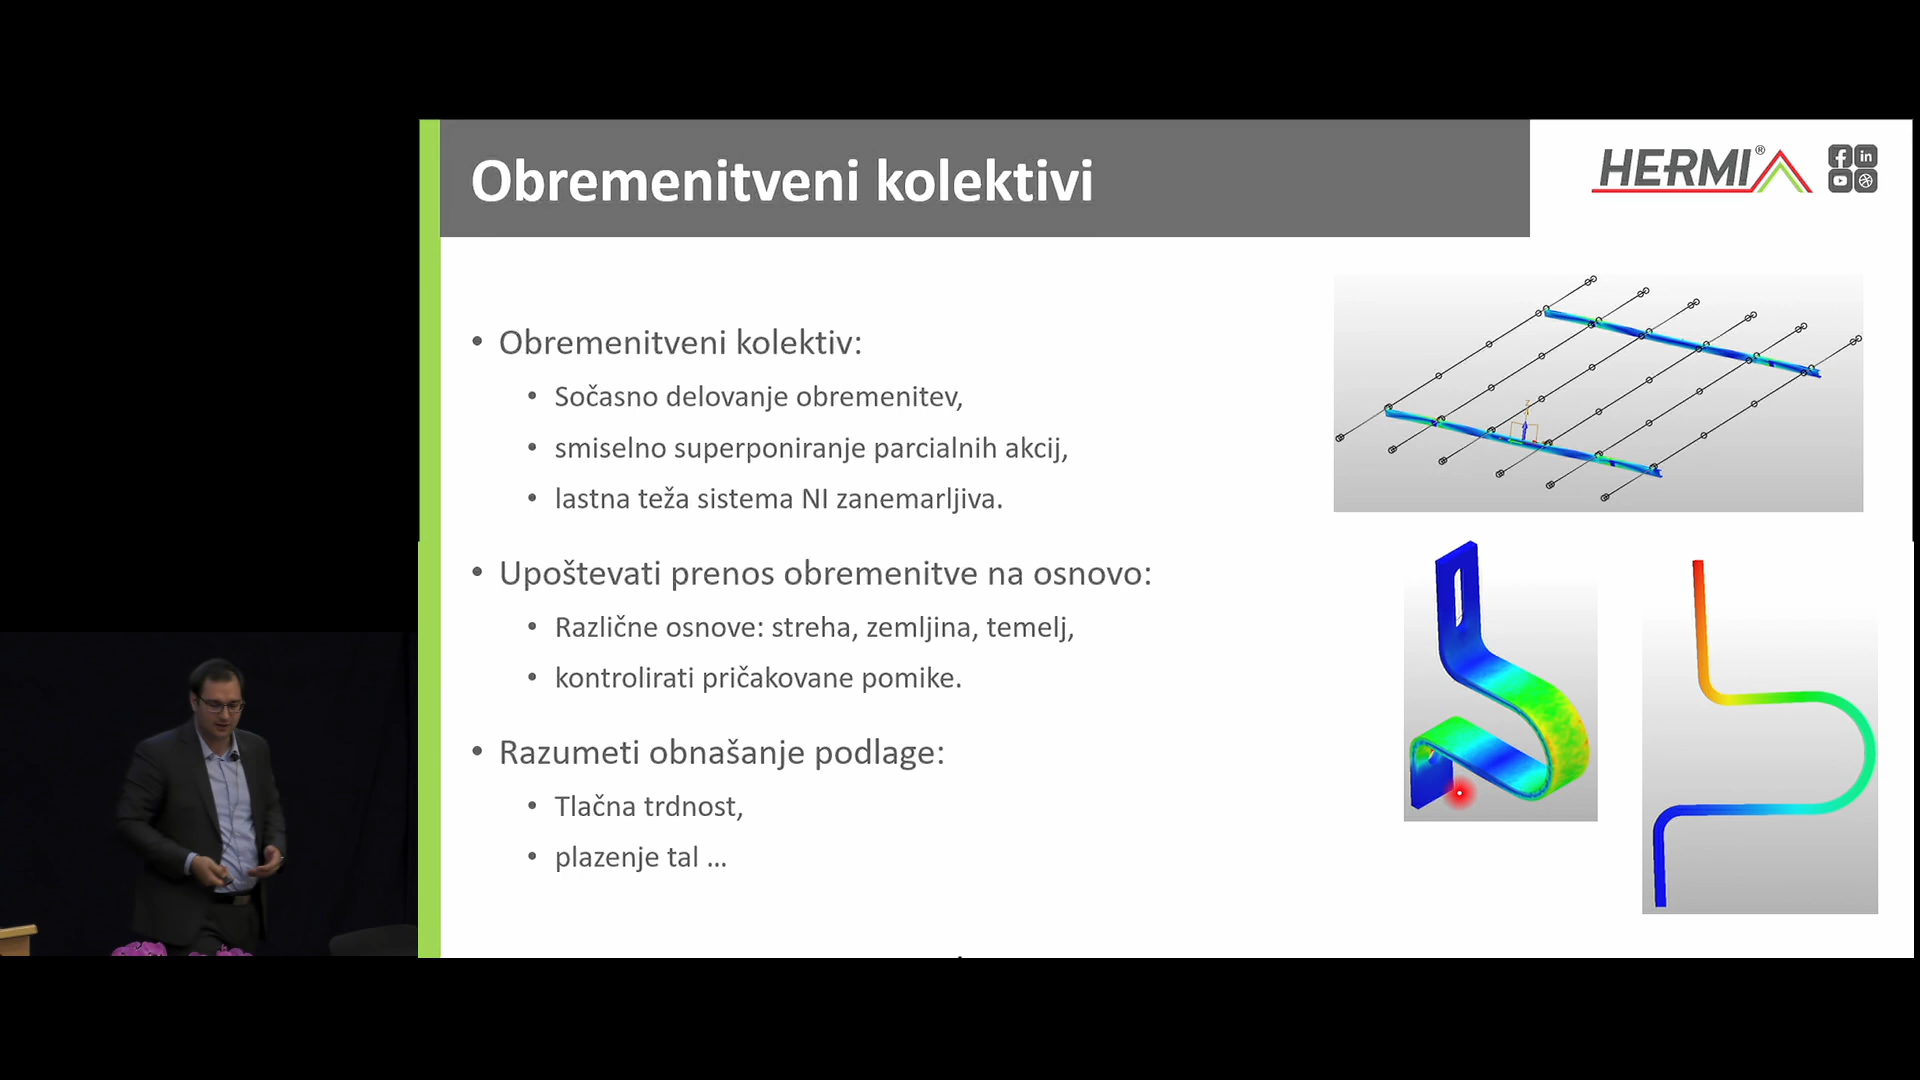 Obremenitveni kolektivi
HERMI®
• Obremenitveni kolektiv:
• Sočasno delovanje obremenitev,
• smiselno superponiranje parcialnih akcij,
• lastna teža sistema NI zanemarljiva.
• Upoštevati prenos obremenitve na osnovo:
• Različne osnove: streha, zemljina, temelj,
• kontrolirati pričakovane pomike.
• Razumeti obnašanje podlage:
• Tlačna trdnost,
• plazenje tal ...